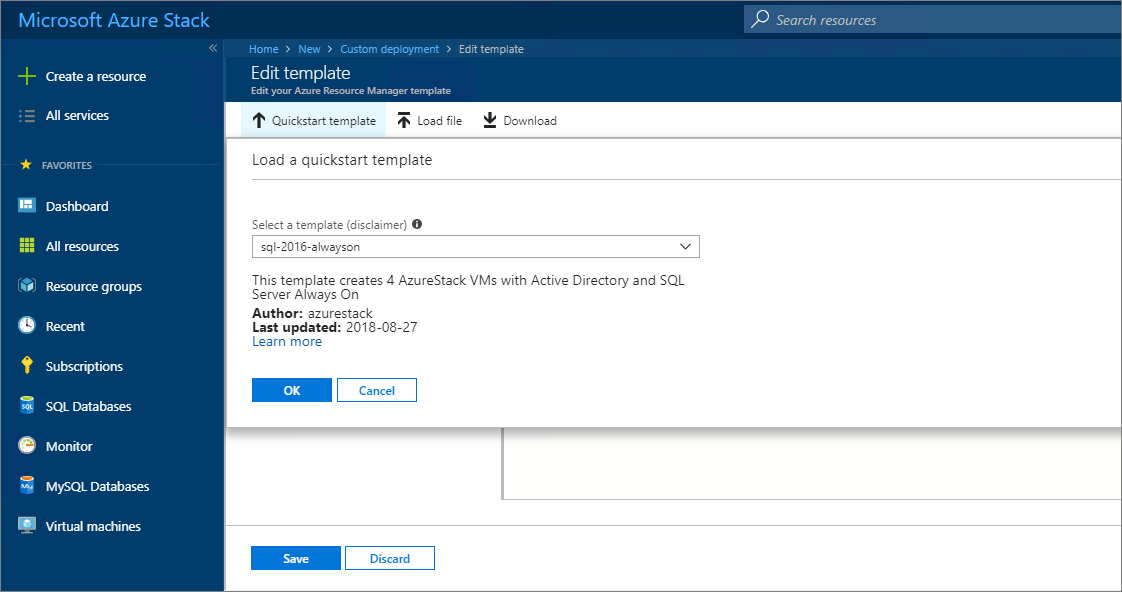 Microsoft Azure Stack
Search resources
«
Home > New > Custom deployment > Edit template
Edit template
Edit your Azure Resource Manager template
Create a resource
All services
FAVORITES
Dashboard
All resources
Resource groups
Recent
Subscriptions
SQL
SQL Databases
Monitor
My
MySQL Databases
Virtual machines
Quickstart template
Load file
Download
Load a quickstart template
Select a template (disclaimer)
sql-2016-alwayson
This template creates 4 AzureStack VMs with Active Directory and SQL
Server Always On
Author: azurestack
Last updated: 2018-08-27
Learn more
OK
Cancel
Save
Discard